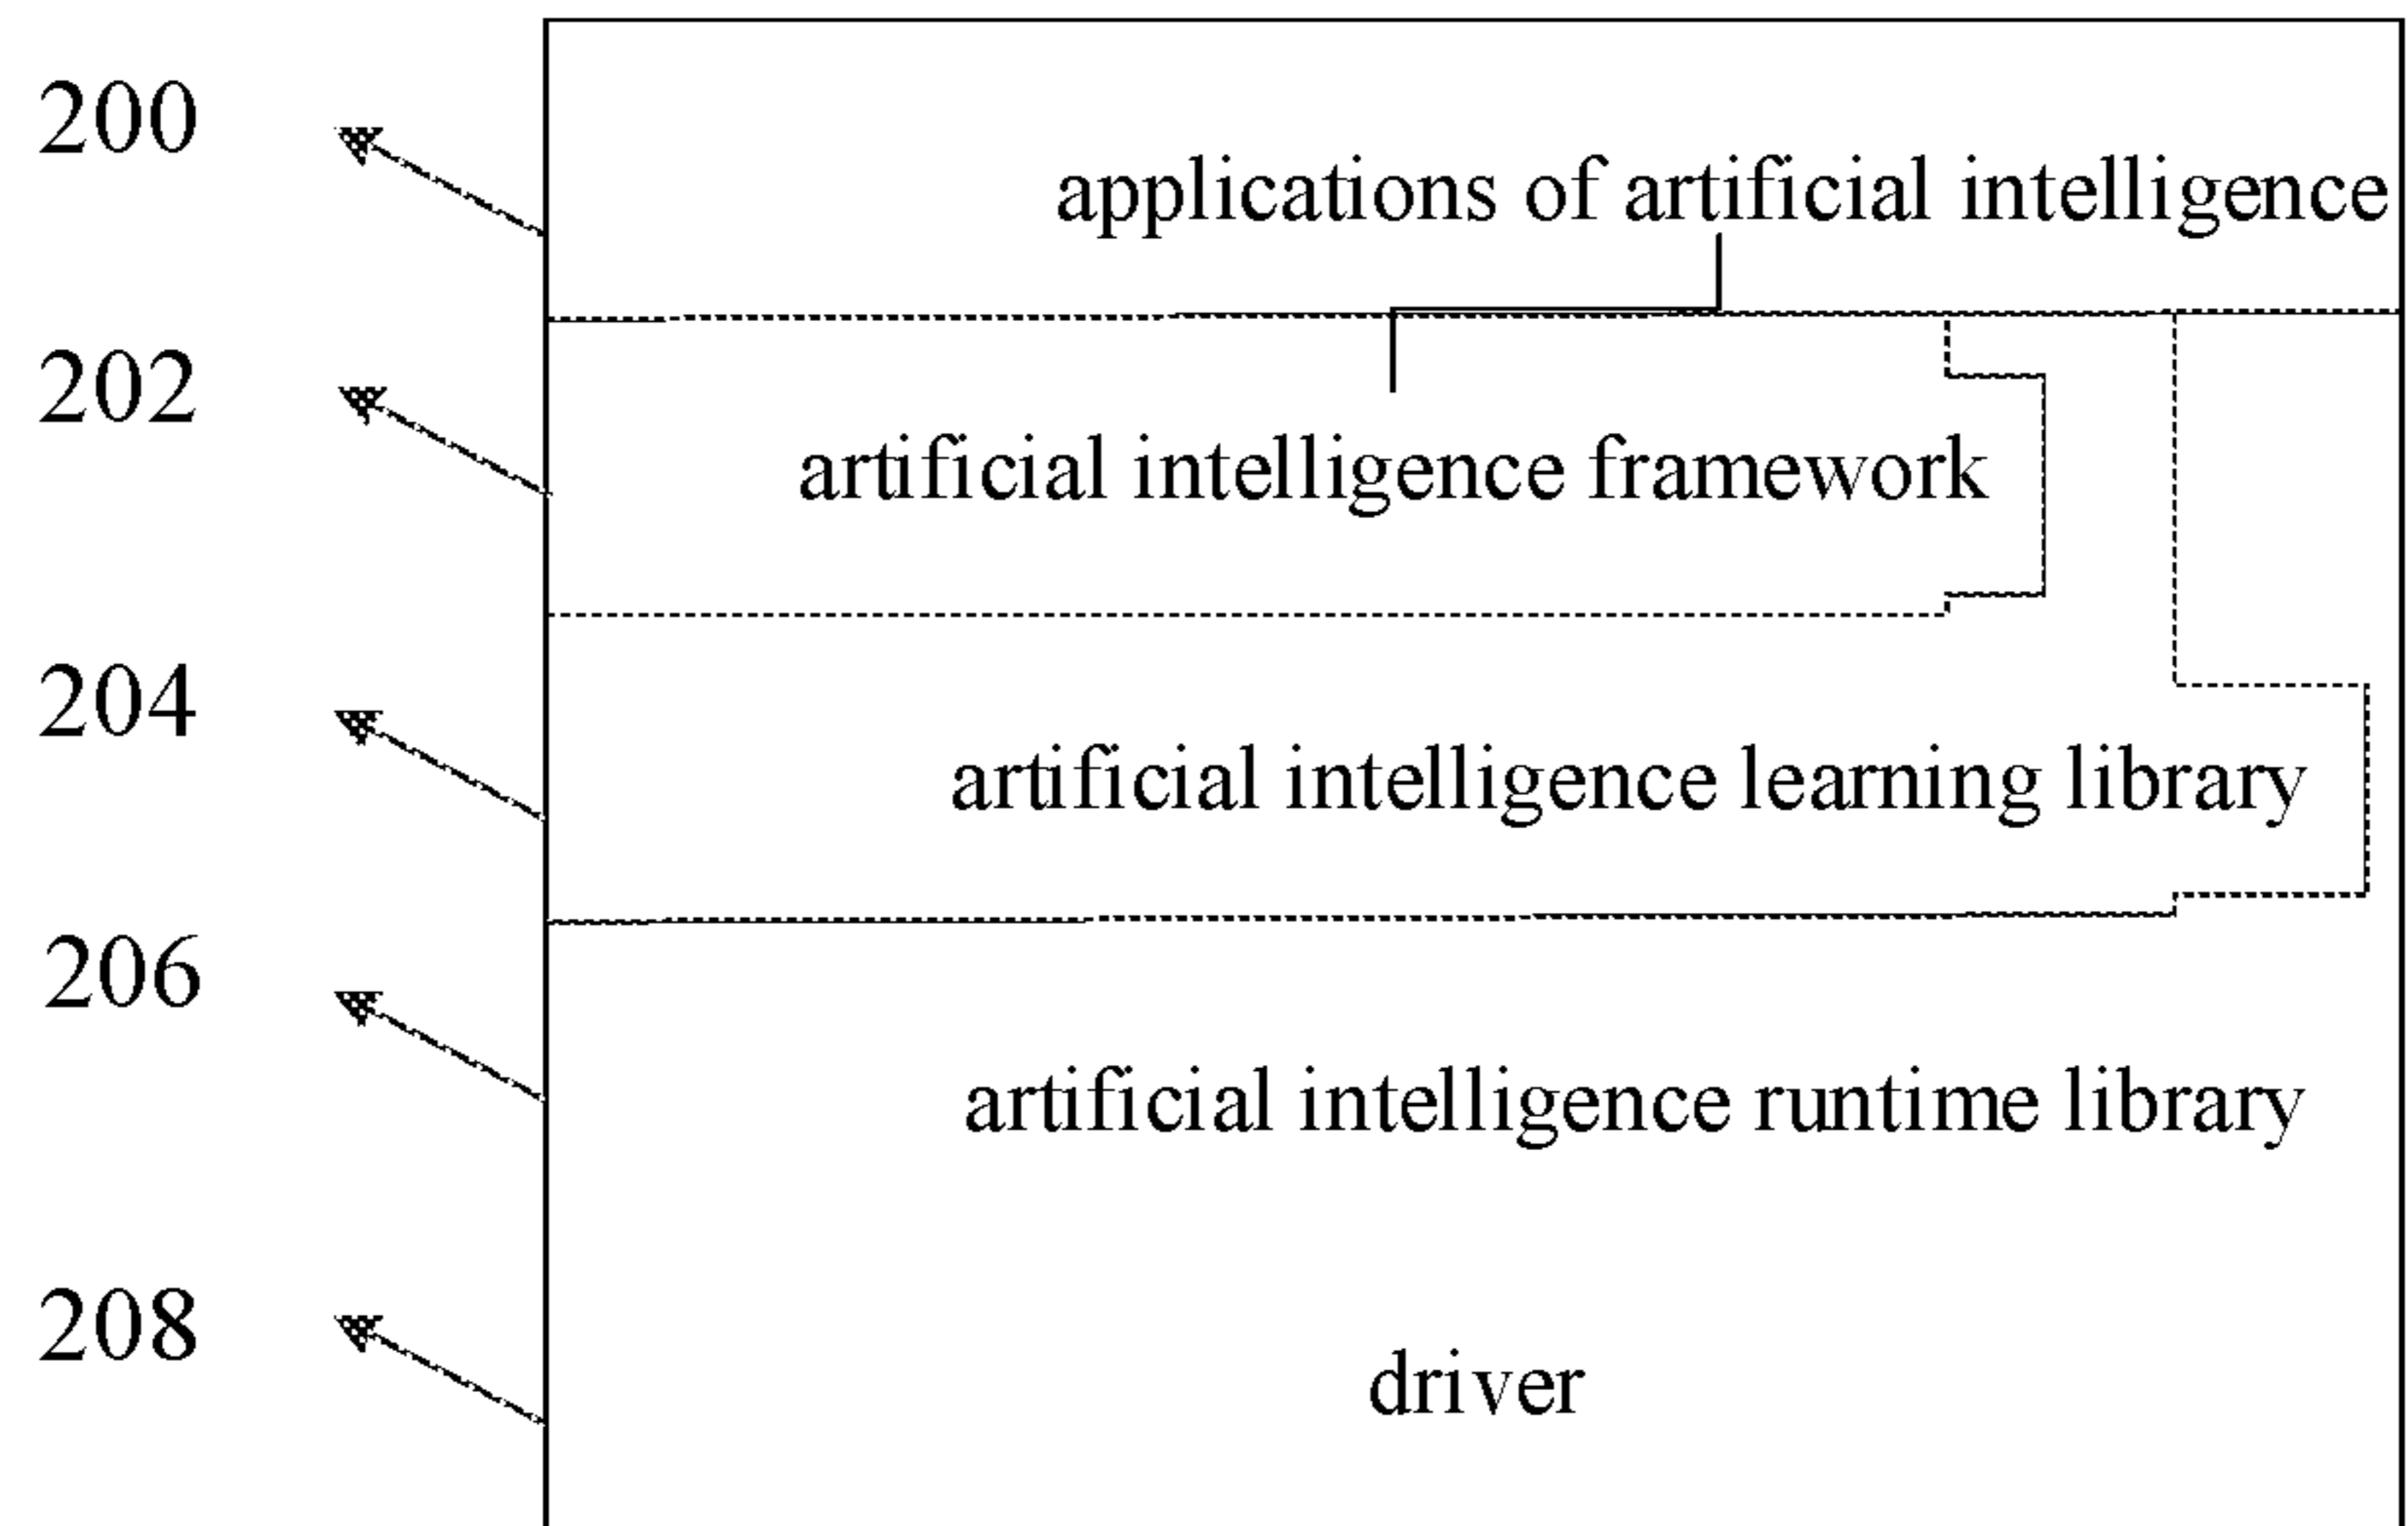 200
applications of artificial intelligence
202
artificial intelligence framework
204
artificial intelligence learning library
206
artificial intelligence runtime library
208
driver